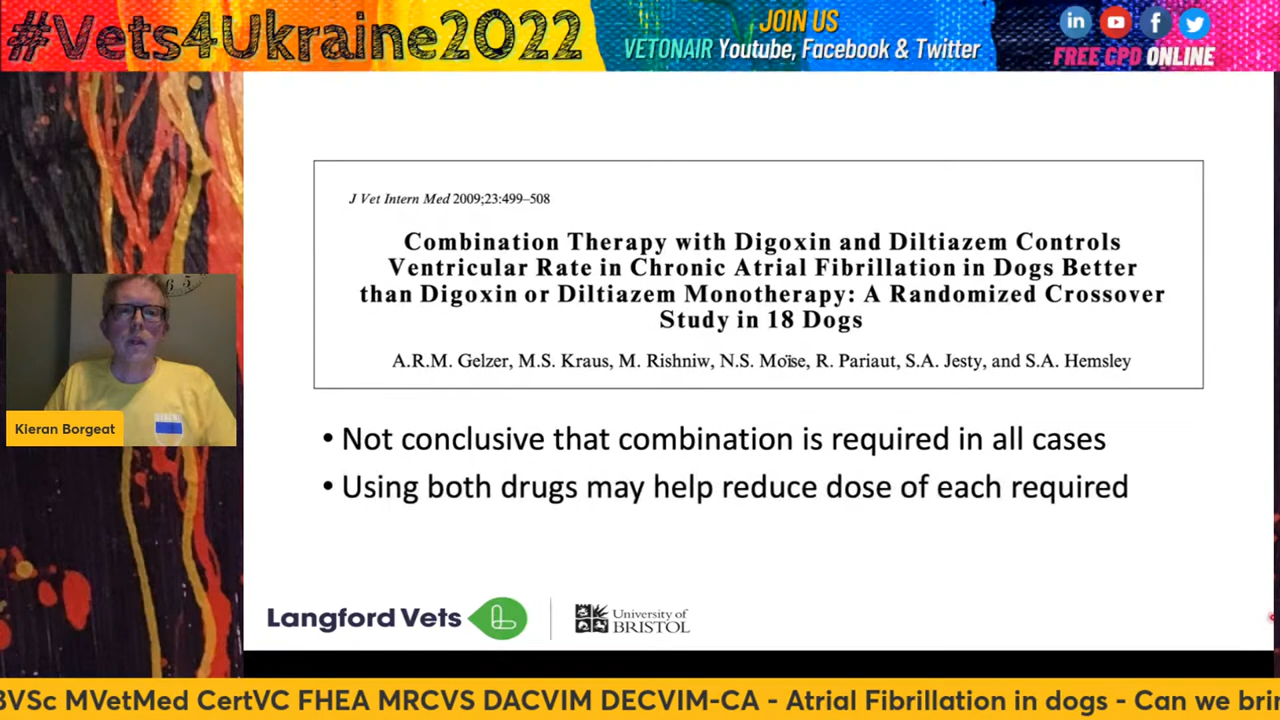 #Vets4Ukraine2022
JOIN US
VETONAIR Youtube, Facebook & Twitter
FREE CPD ONLINE
J Vet Intern Med 2009;23:499–508
Combination Therapy with Digoxin and Diltiazem Controls
Ventricular Rate in Chronic Atrial Fibrillation in Dogs Better
than Digoxin or Diltiazem Monotherapy: A Randomized Crossover
Study in 18 Dogs
A.R.M. Gelzer, M.S. Kraus, M. Rishniw, N.S. Moïse, R. Pariaut, S.A. Jesty, and S.A. Hemsley
Kieran Borgeat
• Not conclusive that combination is required in all cases
• Using both drugs may help reduce dose of each required
Langford Vets
University of
BRISTOL
BVSc MVetMed CertVC FHEA MRCVS DACVIM DECVIM-CA - Atrial Fibrillation in dogs - Can we brin